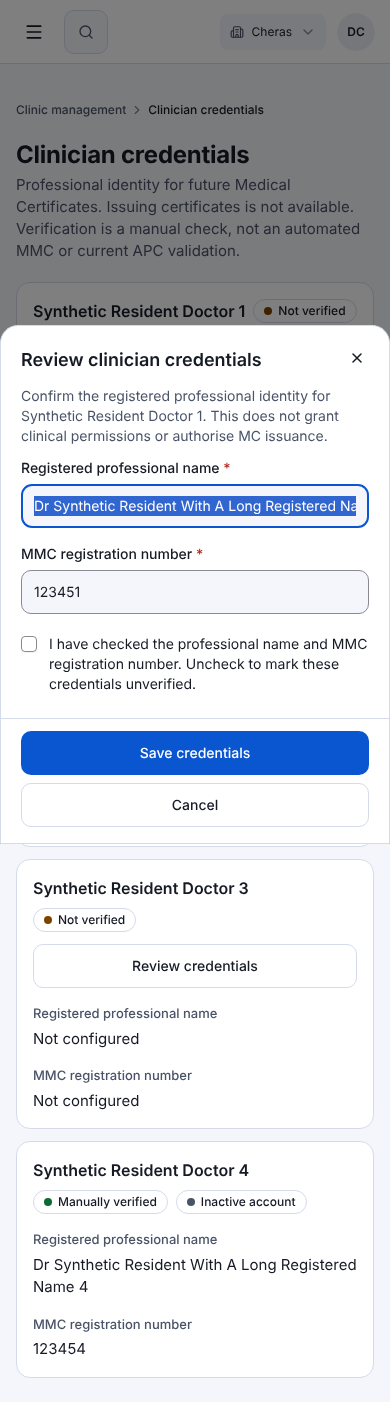 Cheras
DC
Clinic management > Clinician credentials
Clinician credentials
Professional identity for future Medical
Certificates. Issuing certificates is not available.
Verification is a manual check, not an automated
MMC or current APC validation.
Synthetic Resident Doctor 1
Not verified
Review clinician credentials
Confirm the registered professional identity for
Synthetic Resident Doctor 1. This does not grant
clinical permissions or authorise MC issuance.
Registered professional name *
Dr Synthetic Resident With A Long Registered Na
MMC registration number *
123451
I have checked the professional name and MMC
registration number. Uncheck to mark these
credentials unverified.
Save credentials
Cancel
Synthetic Resident Doctor 3
Not verified
Review credentials
Registered professional name
Not configured
MMC registration number
Not configured
Synthetic Resident Doctor 4
Manually verified
Inactive account
Registered professional name
Dr Synthetic Resident With A Long Registered
Name 4
MMC registration number
123454